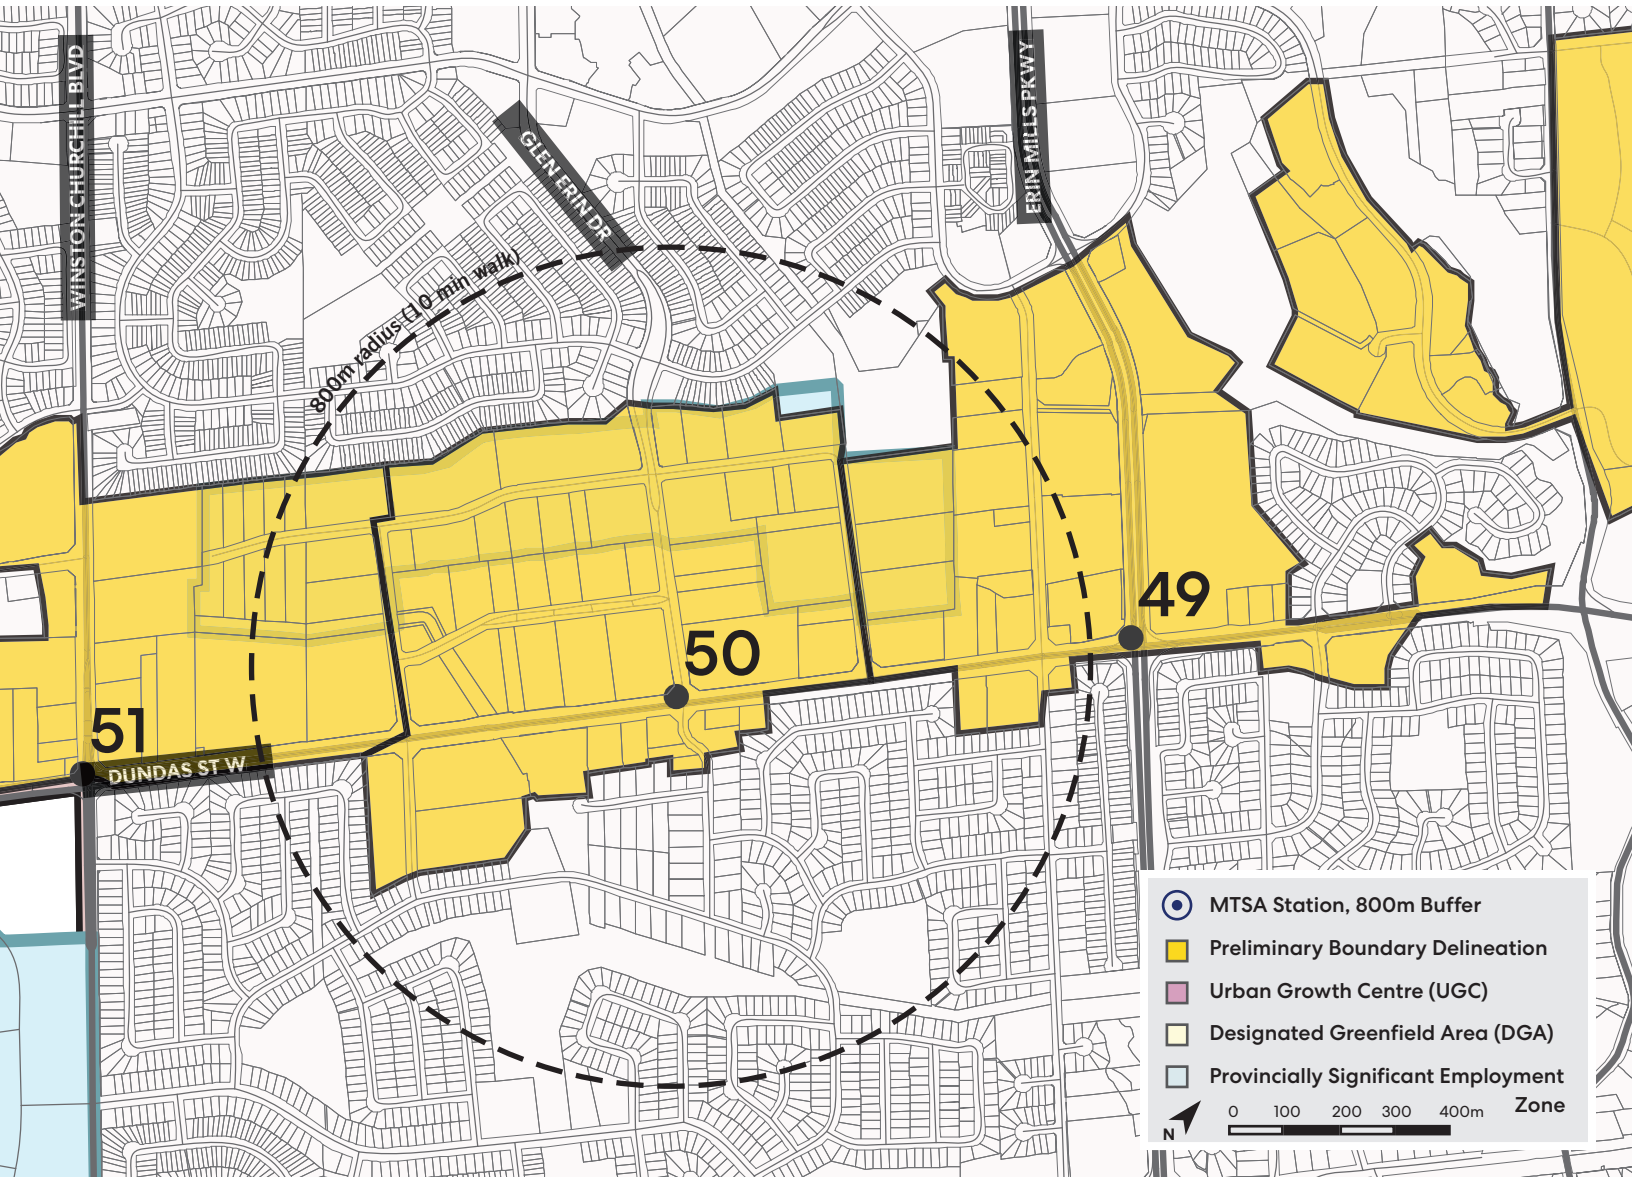 WINSTON CHURCHILL BLVD
GLEN ERIN DR
ERIN MILLS PKWY
800m radius (10 min walk)
49
50
51
DUNDAS ST W
MTSA Station, 800m Buffer
Preliminary Boundary Delineation
Urban Growth Centre (UGC)
Designated Greenfield Area (DGA)
Provincially Significant Employment
Zone
N
0 100 200 300 400m